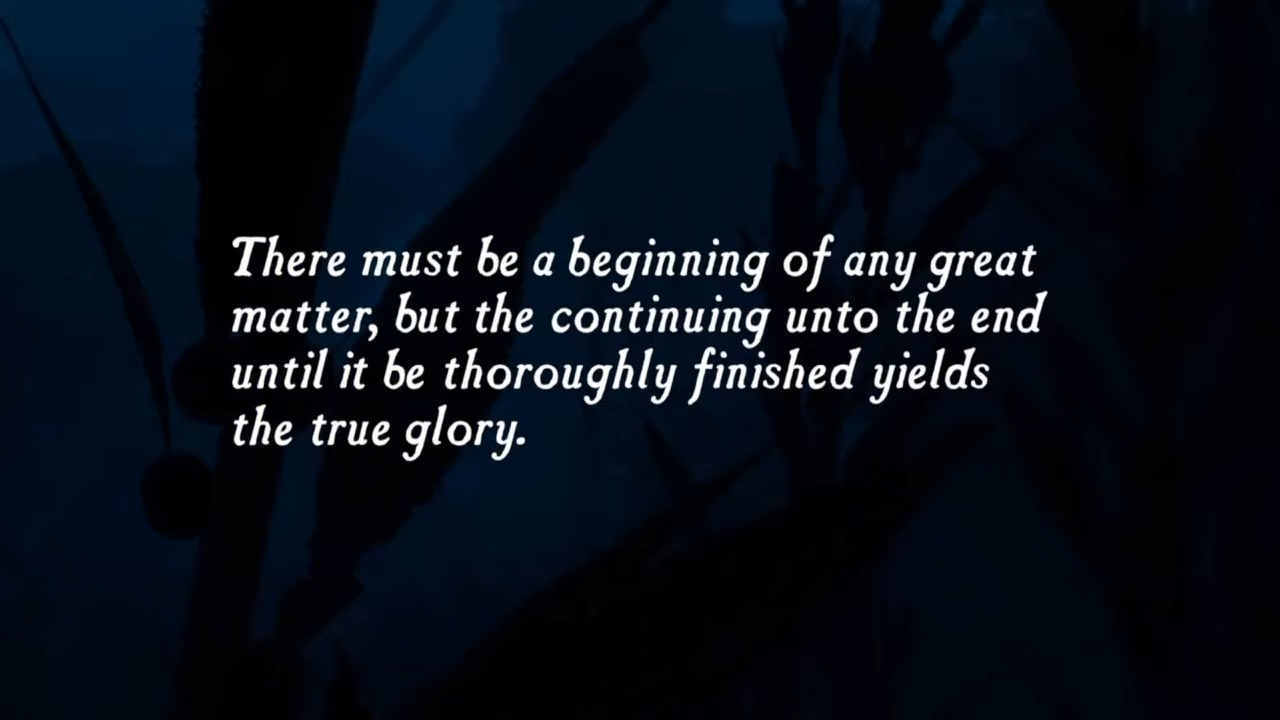 There must be a beginning of any great
matter, but the continuing unto the end
until it be thoroughly finished yields
the true glory.